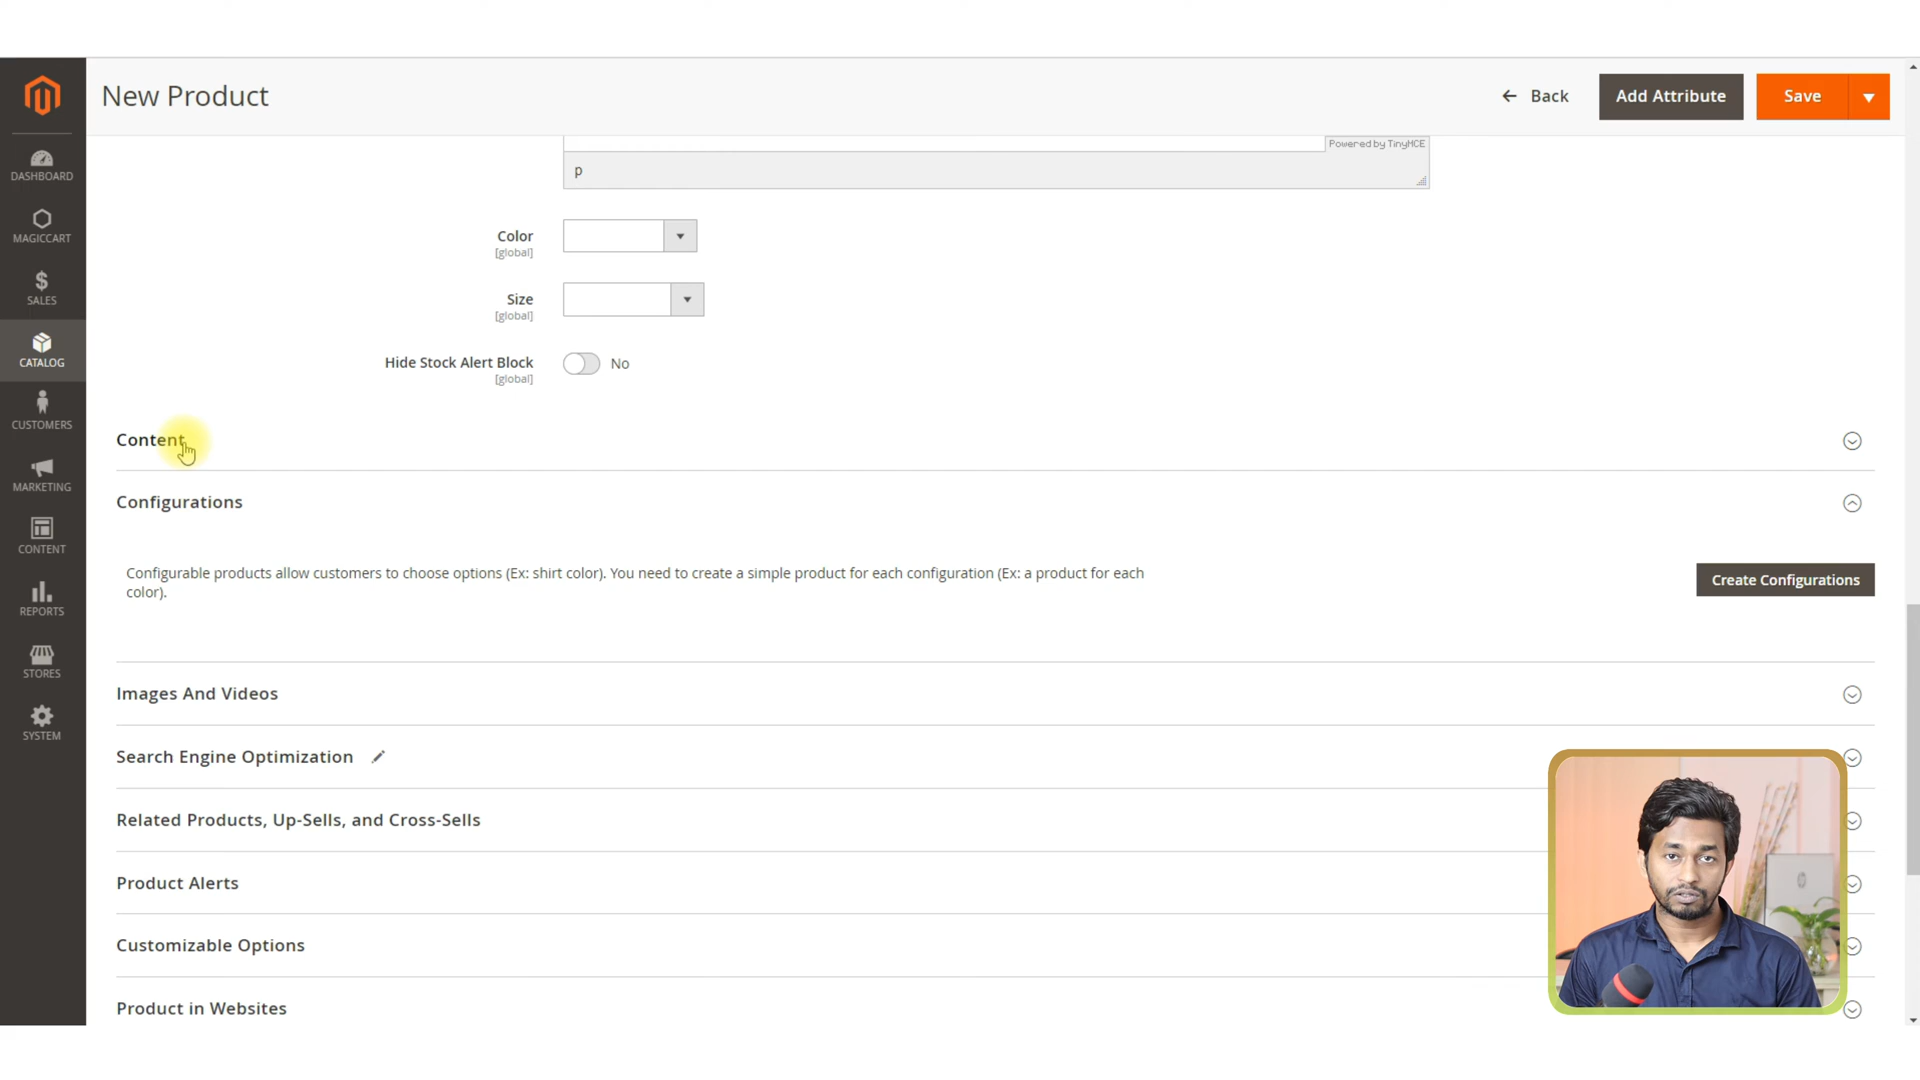 New Product
Back
Add Attribute
Save
DASHBOARD
MAGICCART
SALES
CATALOG
CUSTOMERS
MARKETING
CONTENT
REPORTS
STORES
SYSTEM
Powered by TinyMCE
p
Color
[global]
Size
[global]
Hide Stock Alert Block
No
[global]
Content
Configurations
Configurable products allow customers to choose options (Ex: shirt color). You need to create a simple product for each configuration (Ex: a product for each
color).
Create Configurations
Images And Videos
Search Engine Optimization
Related Products, Up-Sells, and Cross-Sells
Product Alerts
Customizable Options
Product in Websites